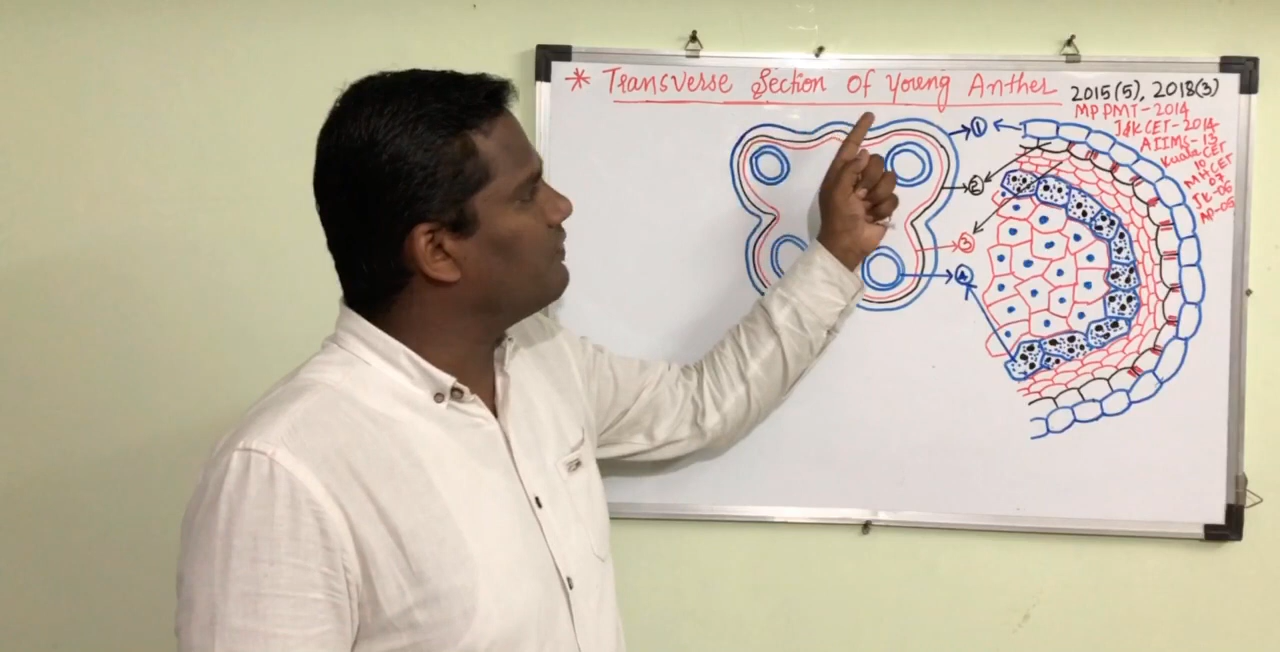 * Transverse Section Of Young Anther
2015(5), 2018(3)
MP PMT-2014
J&K CET-2014
AIIMS-13
Kerala CET
10
MH CET
07
JK-06
AP-05
1
2
3
4